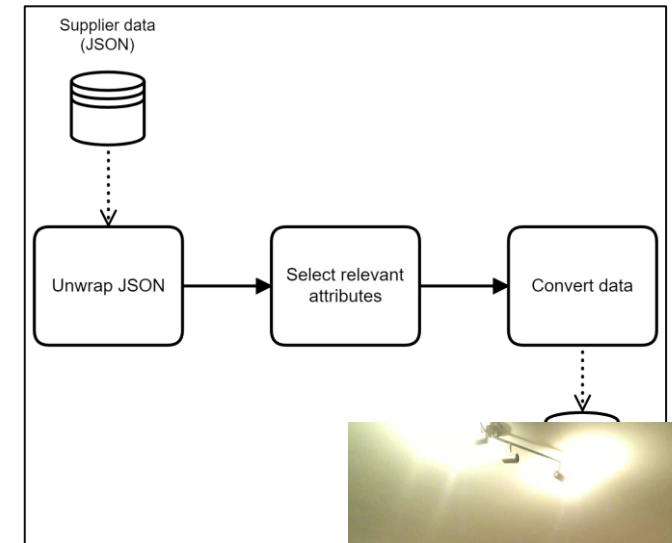 Supplier data
(JSON)
Unwrap JSON
Select relevant
attributes
Convert data